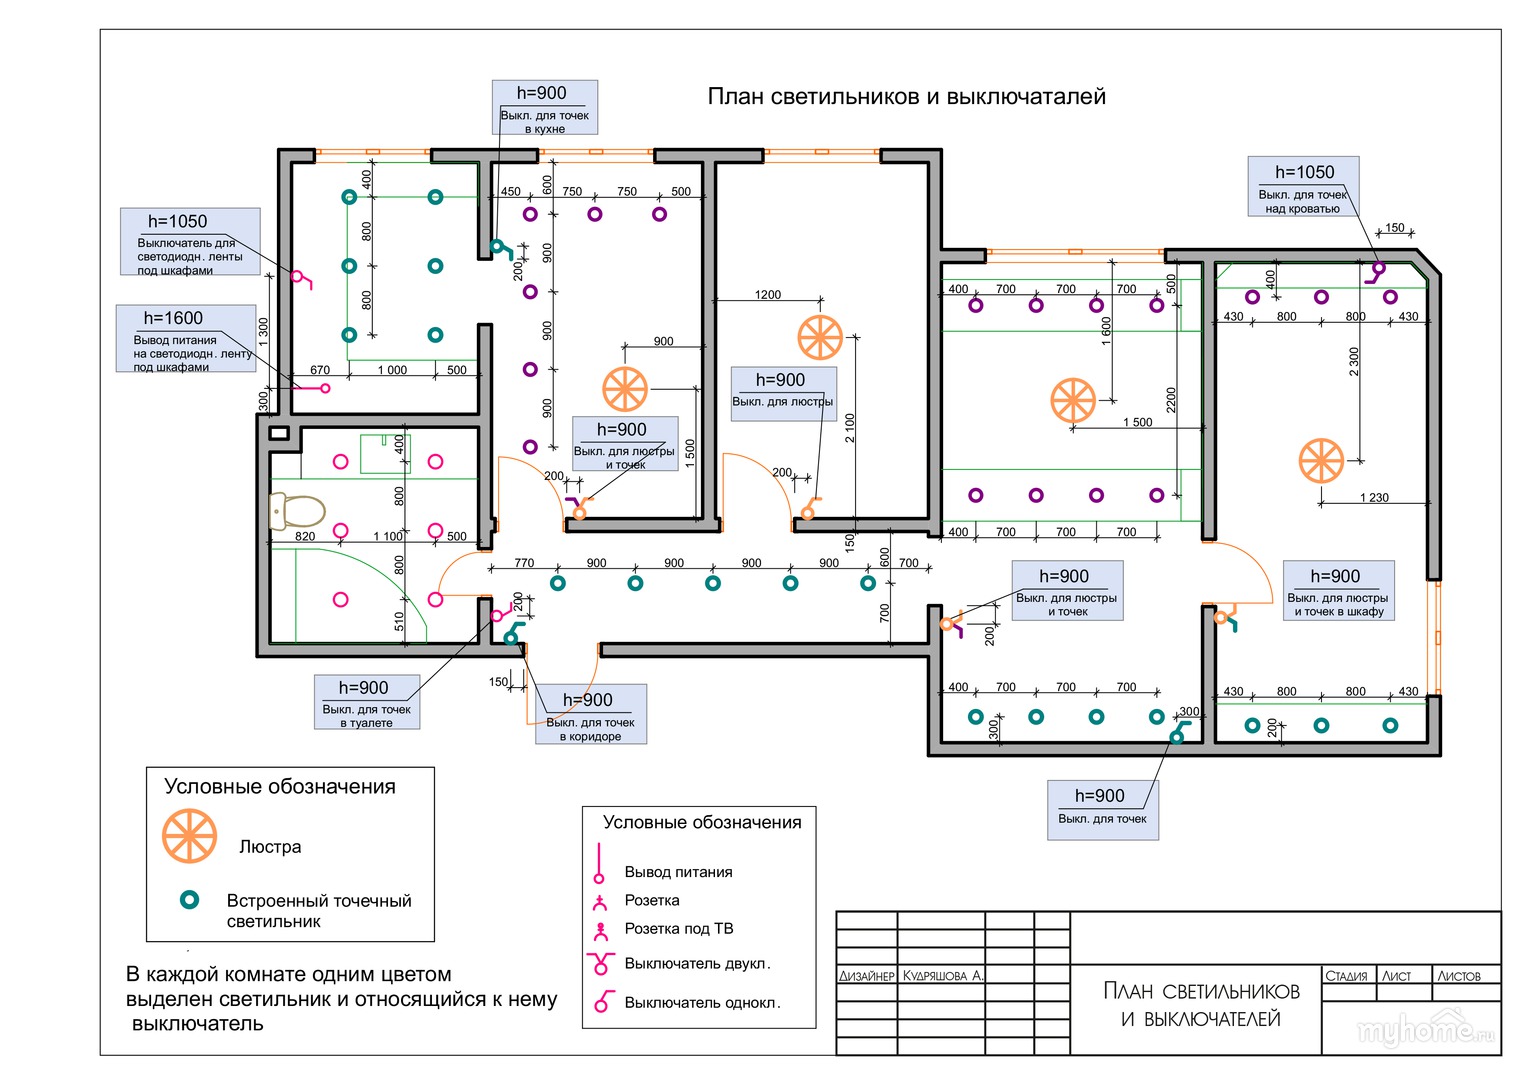 План светильников и выключаталей
h=900
Выкл. для точек
в кухне
h=1050
Выкл. для точек
над кроватью
150
h=1050
Выключатель для
светодиодн. ленты
под шкафами
h=1600
Вывод питания
на светодиодн. ленту
под шкафами
1 300
300
400
800
800
670
1 000
500
450
750
750
500
600
900
900
900
200
900
1 500
h=900
Выкл. для люстры
и точек
200
1200
h=900
Выкл. для люстры
2 100
200
150
400
700
700
700
500
1 600
2200
1 500
400
700
700
700
400
430
800
800
430
2 300
1 230
400
800
800
510
820
1 100
500
770
900
900
900
900
700
600
700
200
150
h=900
Выкл. для точек
в туалете
h=900
Выкл. для точек
в коридоре
h=900
Выкл. для люстры
и точек
200
h=900
Выкл. для люстры
и точек в шкафу
400
700
700
700
300
300
430
800
800
430
200
h=900
Выкл. для точек
Условные обозначения
Люстра
Встроенный точечный
светильник
В каждой комнате одним цветом
выделен светильник и относящийся к нему
выключатель
Условные обозначения
Вывод питания
Розетка
Розетка под ТВ
Выключатель двукл.
Выключатель однокл.
Дизайнер Кудряшова А.
План светильников
и выключателей
Стадия Лист Листов
myhome.ru